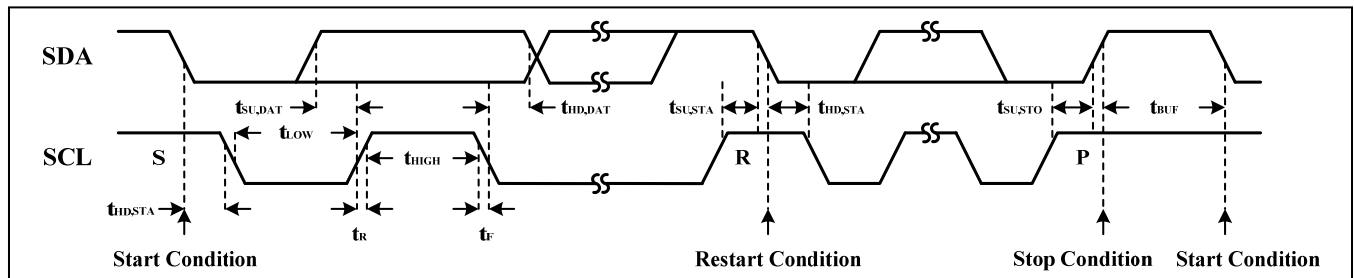 SDA
tSU,DAT tHD,DAT tSU,STA tHD,STA tSU,STO tBUF
tLOW
SCL S tHIGH R P
tHD,STA
tR tF
Start Condition Restart Condition Stop Condition Start Condition